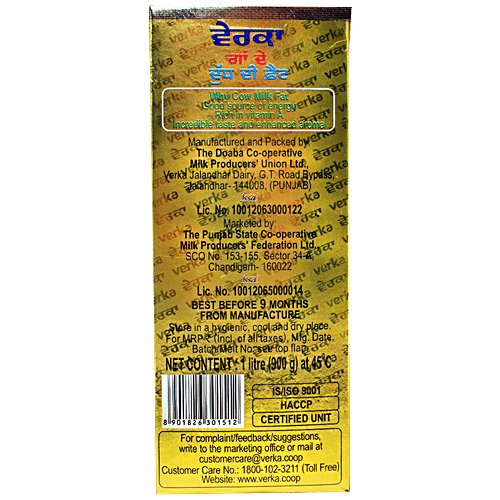 ਵੇਰਕਾ
ਗਾਂ ਦੇ
ਦੁੱਧ ਦੀ ਫ਼ੈਟ
Why Cow Milk Fat
Good source of energy
Rich in vitamin A
Incredible taste and enhanced aroma
Manufactured and Packed by
The Doaba Co-operative
Milk Producers' Union Ltd.,
Verka Jalandhar Dairy, G.T. Road Bypass,
Jalandhar- 144008, (PUNJAB)
Lic. No. 10012063000122
Marketed by:
The Punjab State Co-operative
Milk Producers' Federation Ltd.,
SCO No. 153-155, Sector 34-A,
Chandigarh- 160022
Lic. No. 10012065000014
BEST BEFORE 9 MONTHS
FROM MANUFACTURE
Store in a hygienic, cool and dry place.
For MRP ₹ (Incl. of all taxes), Mfg. Date,
Batch/Melt No. see top flap.
NET CONTENT : 1 litre (900 g) at 45°C
8 901826 301512
IS/ISO 9001
HACCP
CERTIFIED UNIT
For complaint/feedback/suggestions,
write to the marketing office or mail at
customercare@verka.coop
Customer Care No.: 1800-102-3211 (Toll Free)
Website: www.verka.coop